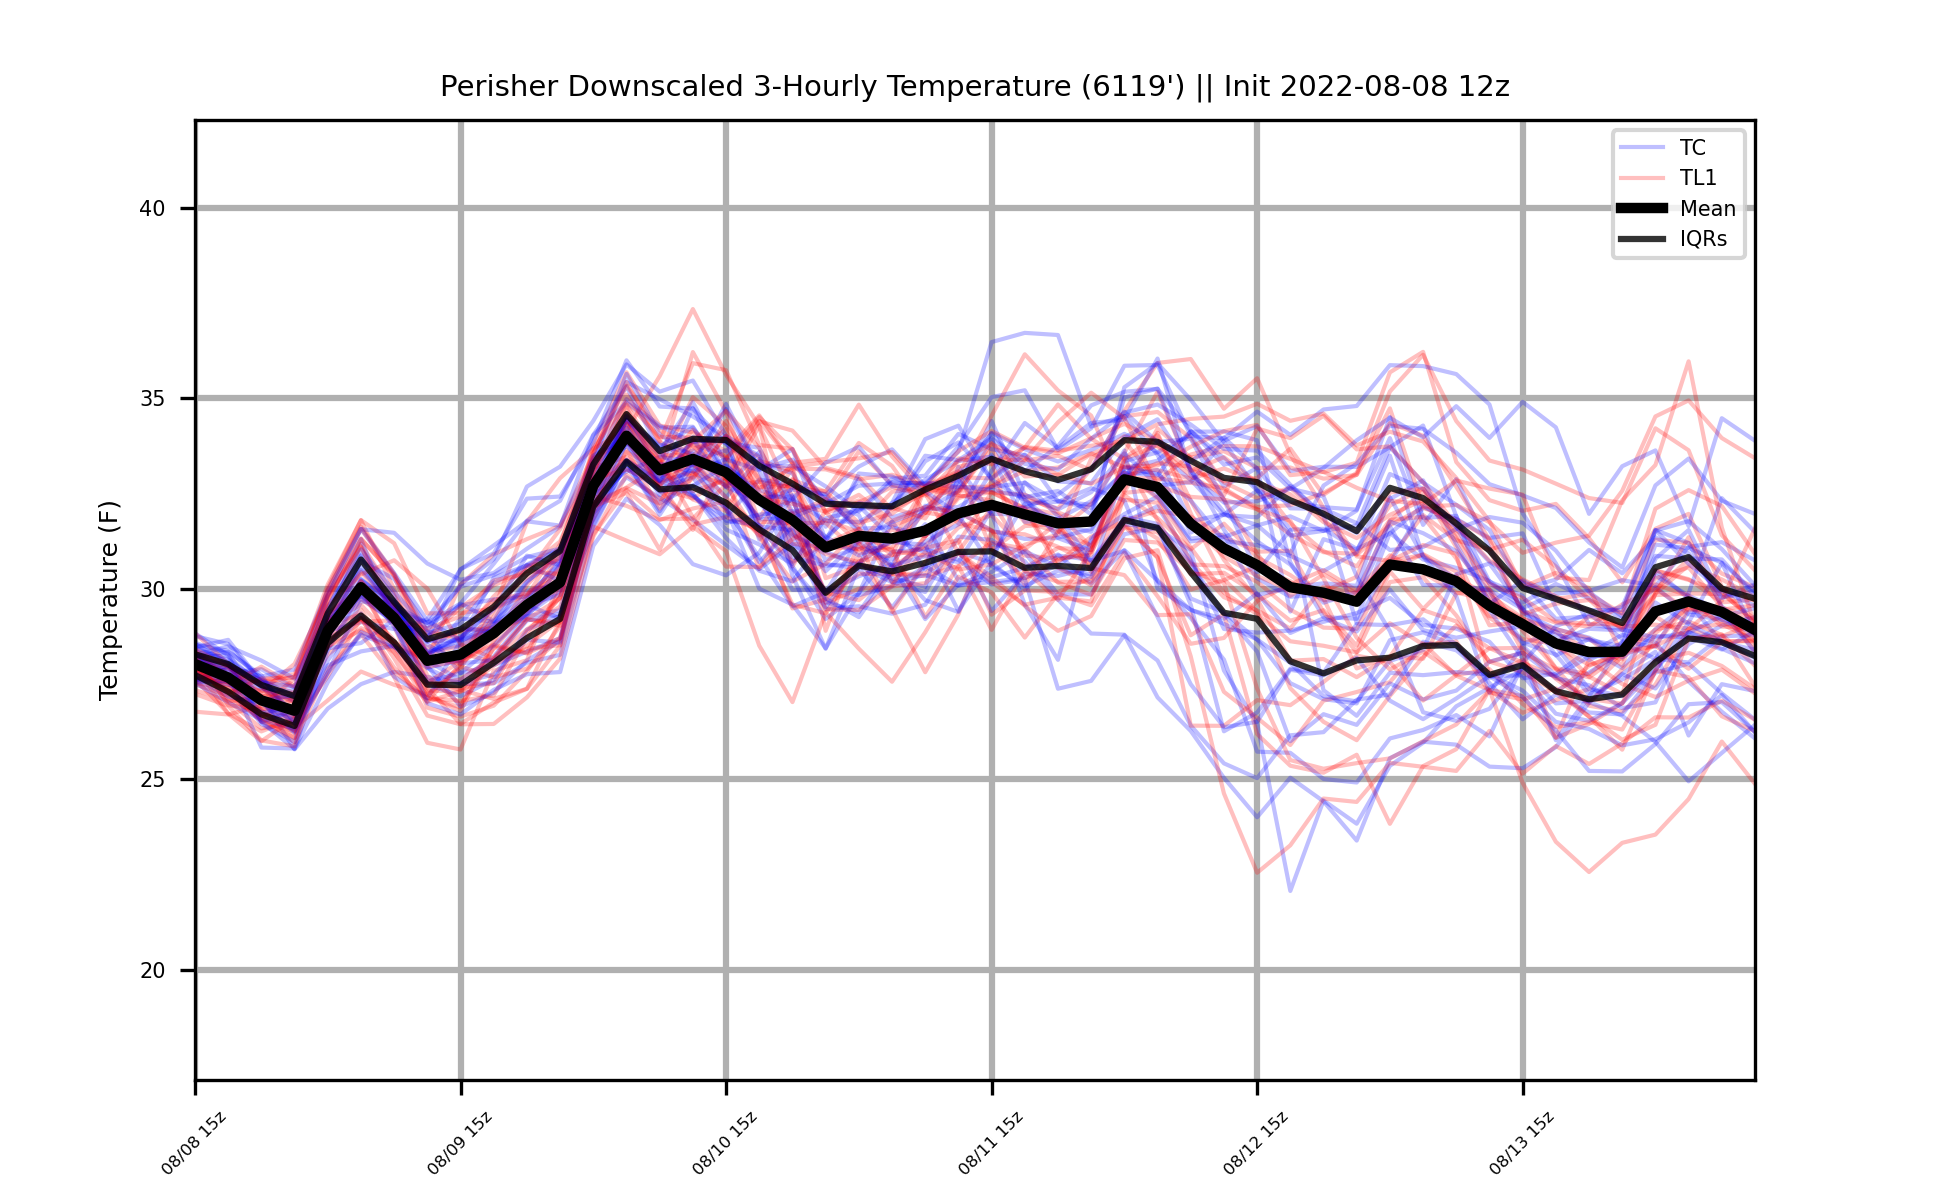 Perisher Downscaled 3-Hourly Temperature (6119') || Init 2022-08-08 12z
TC
TL1
Mean
IQRs
Temperature (F)
40
35
30
25
20
08/08 15z
08/09 15z
08/10 15z
08/11 15z
08/12 15z
08/13 15z